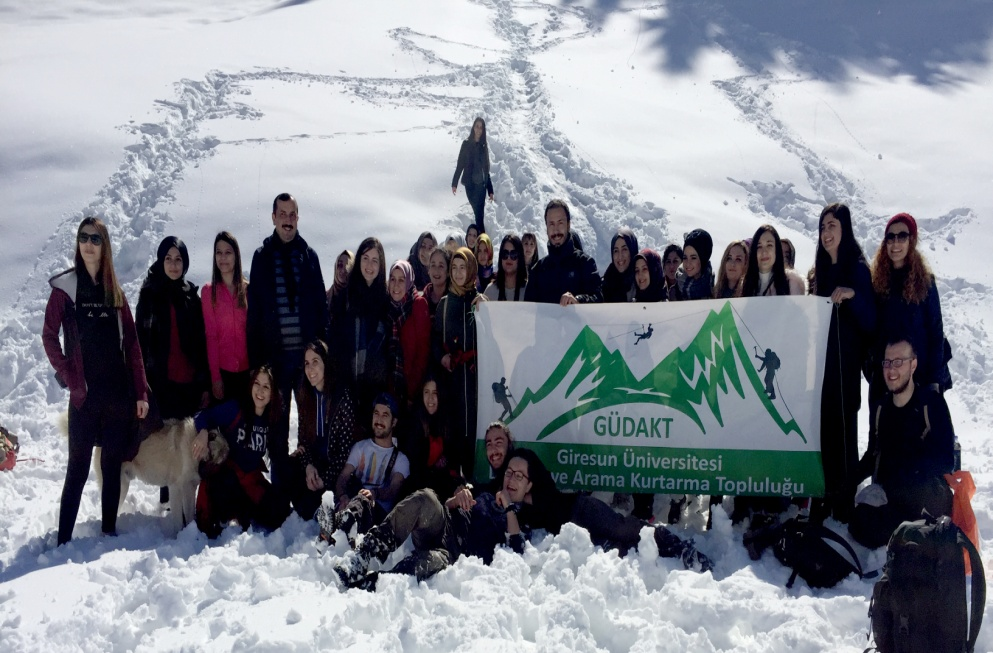 GÜDAKT
Giresun Üniversitesi
ve Arama Kurtarma Topluluğu